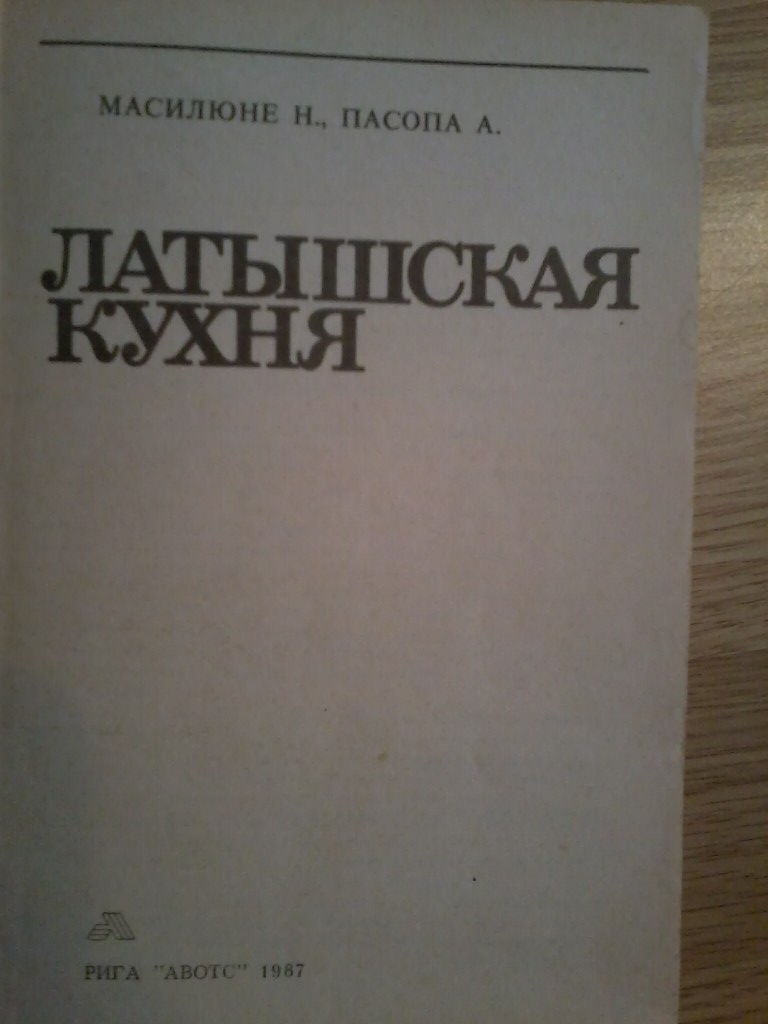 МАСИЛЮНЕ Н., ПАСОПА А.
ЛАТЫШСКАЯ
КУХНЯ
РИГА "АВОТС" 1987